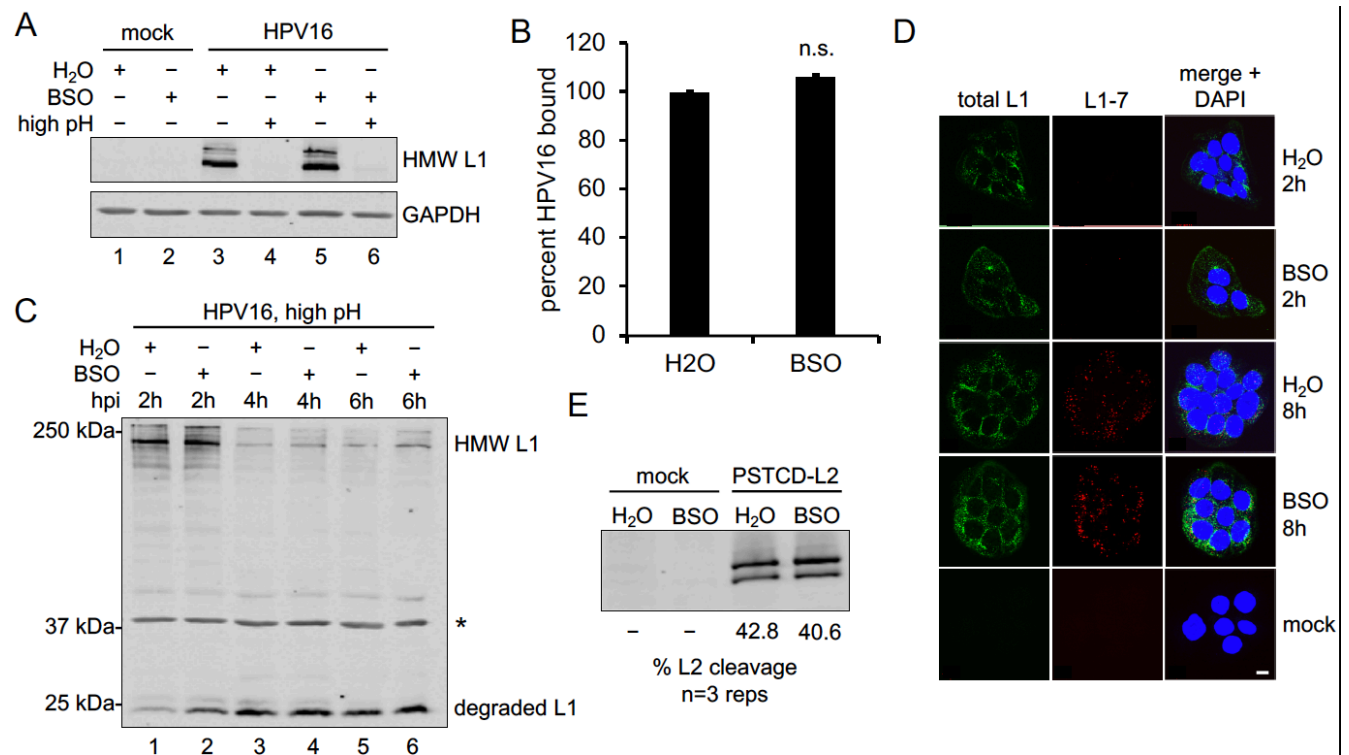 A
mock HPV16
H₂O + – + + – –
BSO – + – – + +
high pH – – – + – +
HMW L1
GAPDH
1 2 3 4 5 6
B
percent HPV16 bound
120
100
80
60
40
20
0
n.s.
H2O BSO
C
HPV16, high pH
H₂O + – + – + –
BSO – + – + – +
hpi 2h 2h 4h 4h 6h 6h
250 kDa-
HMW L1
37 kDa-
*
25 kDa-
degraded L1
1 2 3 4 5 6
D
total L1 L1-7 merge +
DAPI
H₂O
2h
BSO
2h
H₂O
8h
BSO
8h
mock
E
mock PSTCD-L2
H₂O BSO H₂O BSO
– – 42.8 40.6
% L2 cleavage
n=3 reps